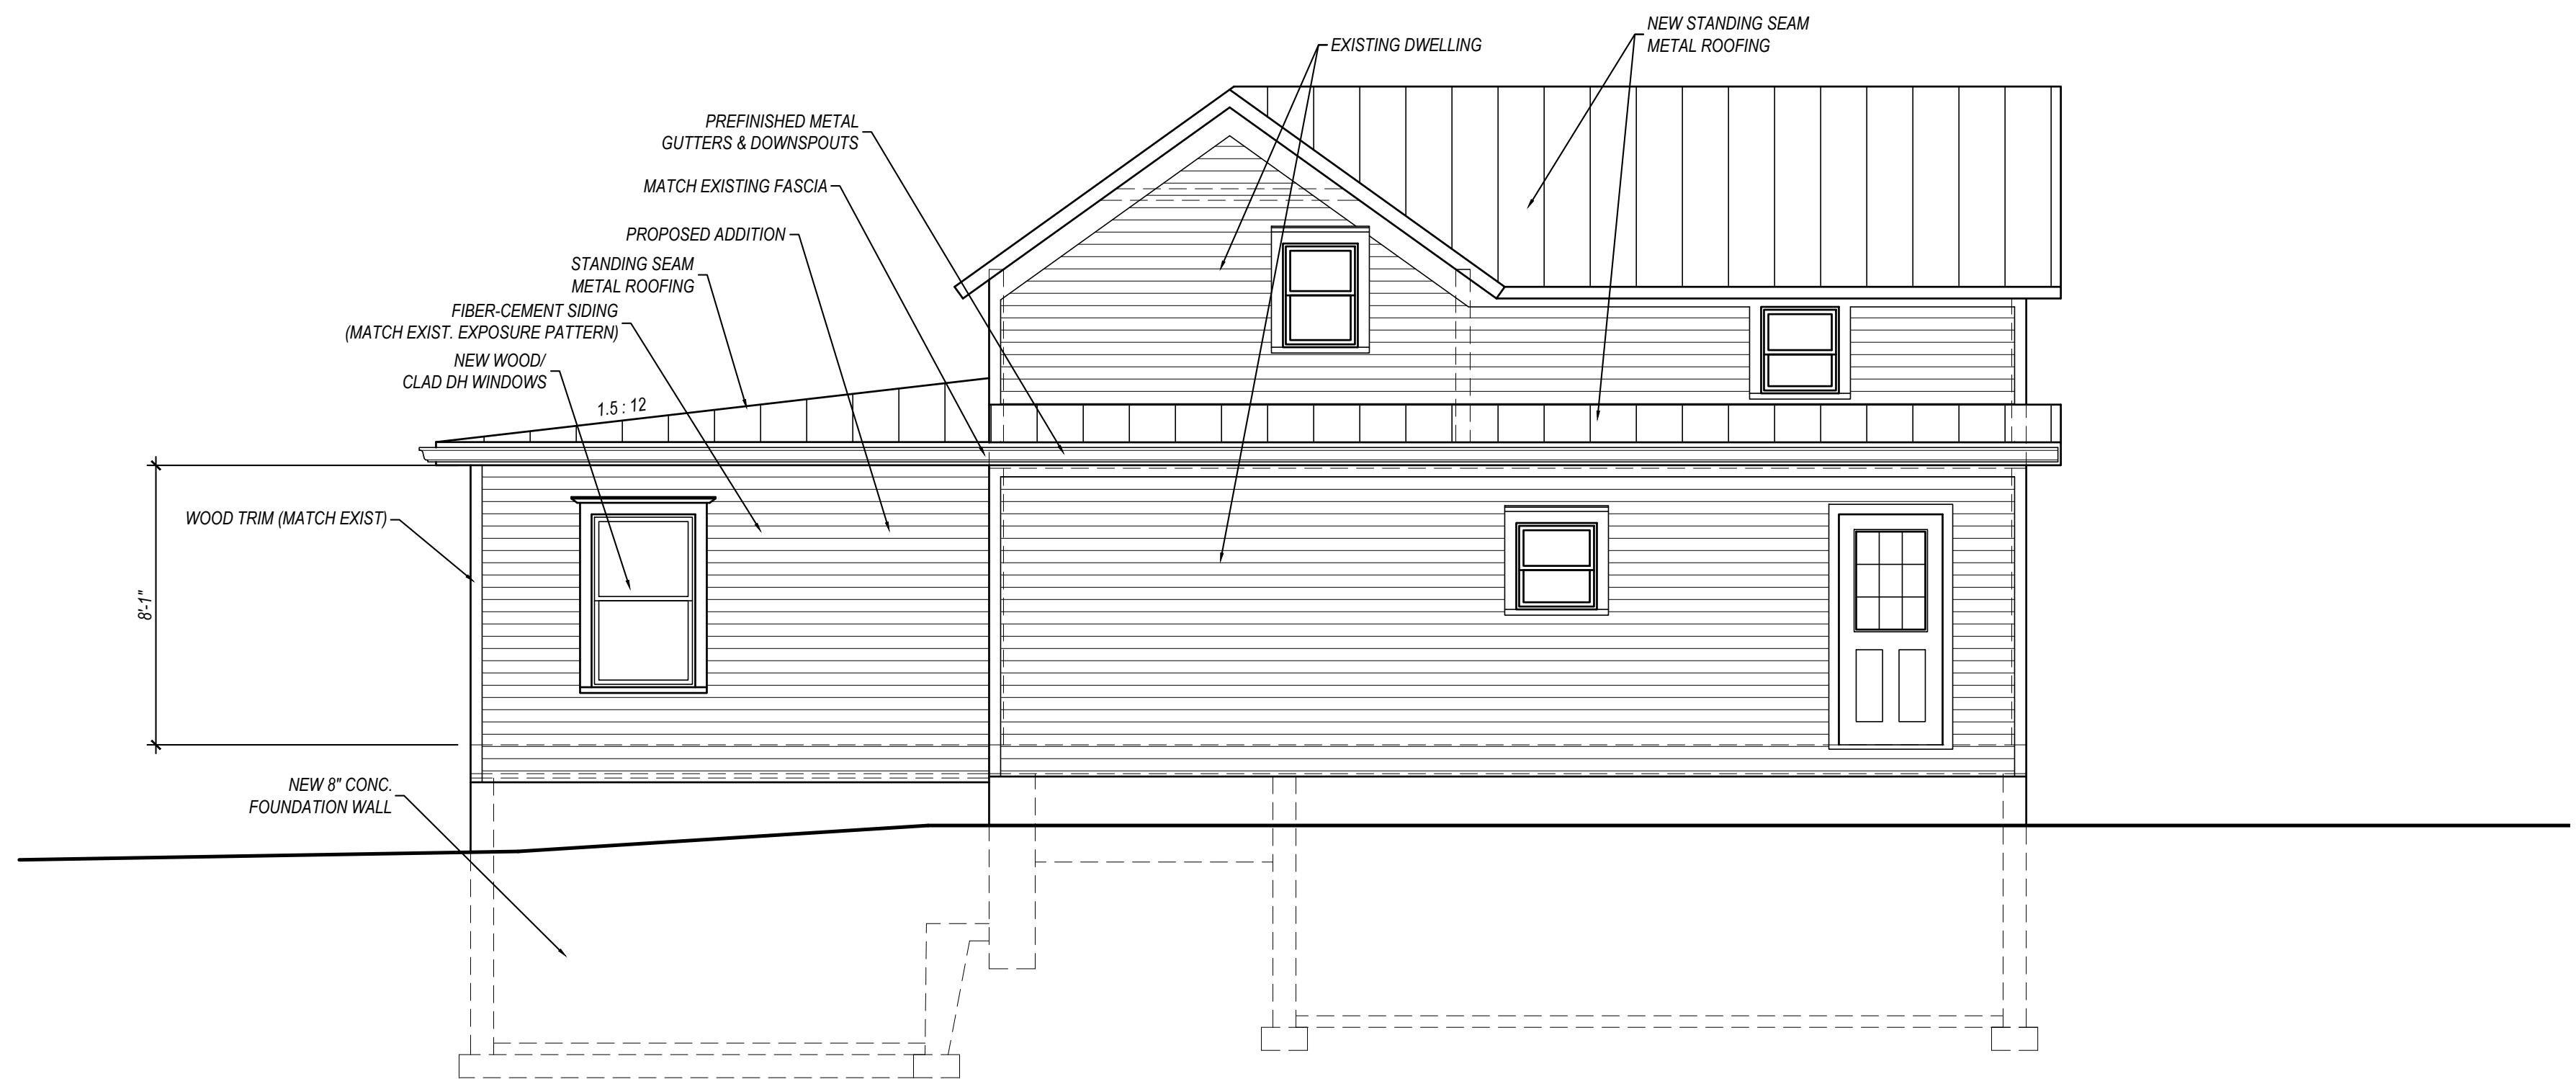 NEW STANDING SEAM
METAL ROOFING
EXISTING DWELLING
PREFINISHED METAL
GUTTERS & DOWNSPOUTS
MATCH EXISTING FASCIA
PROPOSED ADDITION
STANDING SEAM
METAL ROOFING
FIBER-CEMENT SIDING
(MATCH EXIST. EXPOSURE PATTERN)
NEW WOOD/
CLAD DH WINDOWS
1.5 : 12
WOOD TRIM (MATCH EXIST)
8'-1"
NEW 8" CONC.
FOUNDATION WALL